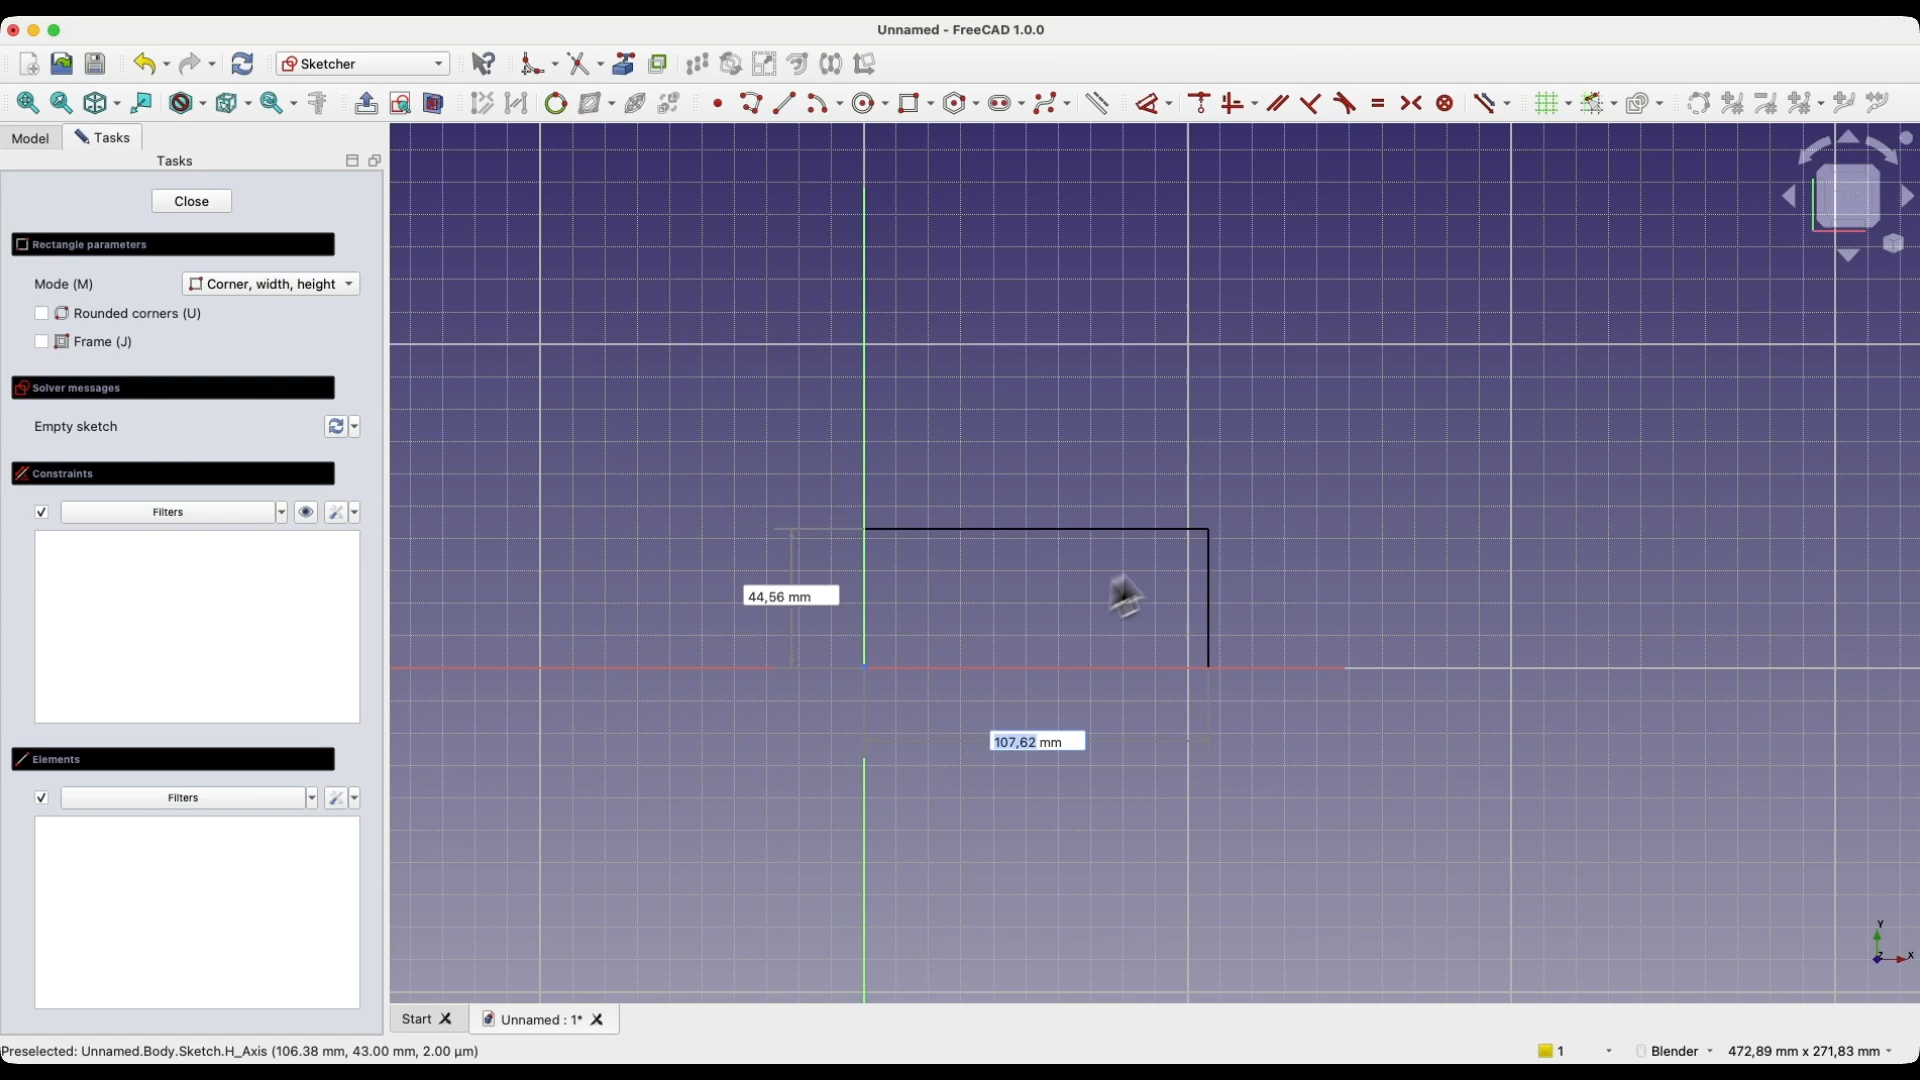 Unnamed - FreeCAD 1.0.0
Sketcher
Model
Tasks
Tasks
Close
Rectangle parameters
Mode (M)
Corner, width, height
Rounded corners (U)
Frame (J)
Solver messages
Empty sketch
Constraints
Filters
Elements
Filters
44,56 mm
107,62 mm
Y
Z
X
Start
Unnamed : 1*
Preselected: Unnamed.Body.Sketch.H_Axis (106.38 mm, 43.00 mm, 2.00 µm)
1
Blender
472,89 mm x 271,83 mm